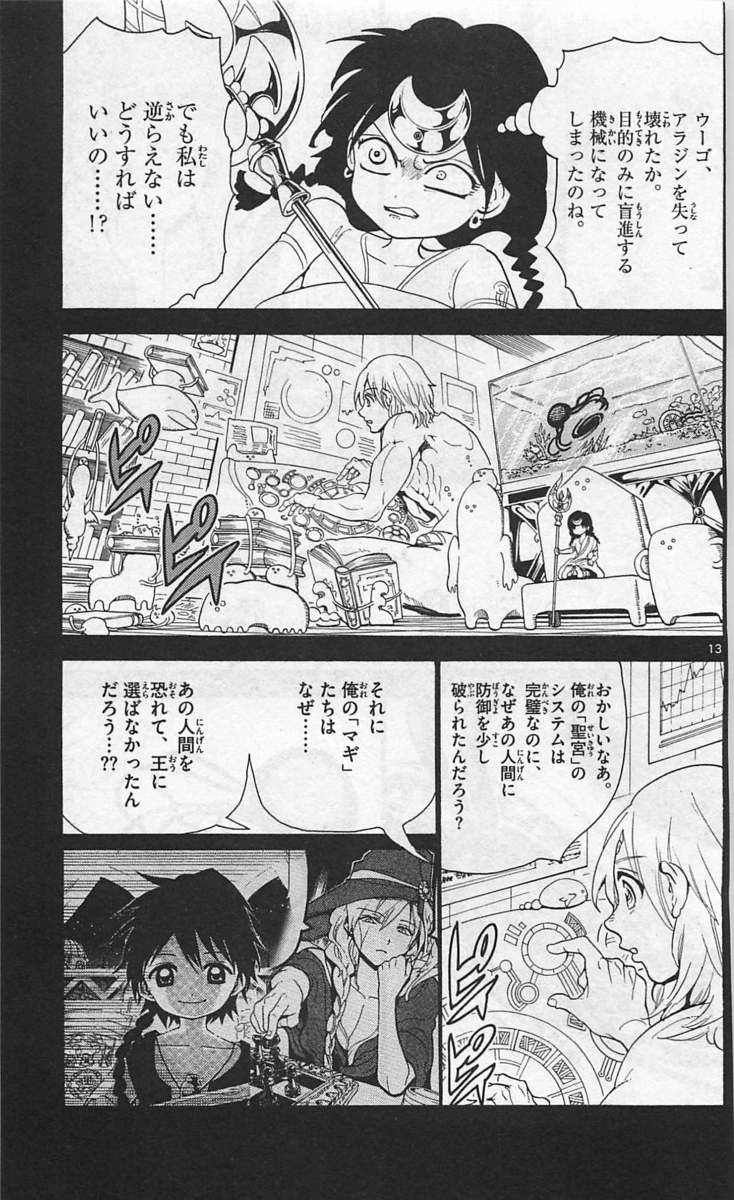 ウーゴ、
アラジンを失って
壊れたか。
目的のみに盲進する
機械になって
しまったのね。
でも私は
逆らえない……
どうすれば
いいの……!?
ピピ
ピピ
13
おかしいなあ。
俺の「聖宮」の
システムは
完璧なのに、
なぜあの人間に
防御を少し
破られたんだろう？
ピピ
ピピ
それに
俺の「マギ」
たちは
なぜ……
あの人間を
恐れて、王に
選ばなかったん
だろう…??